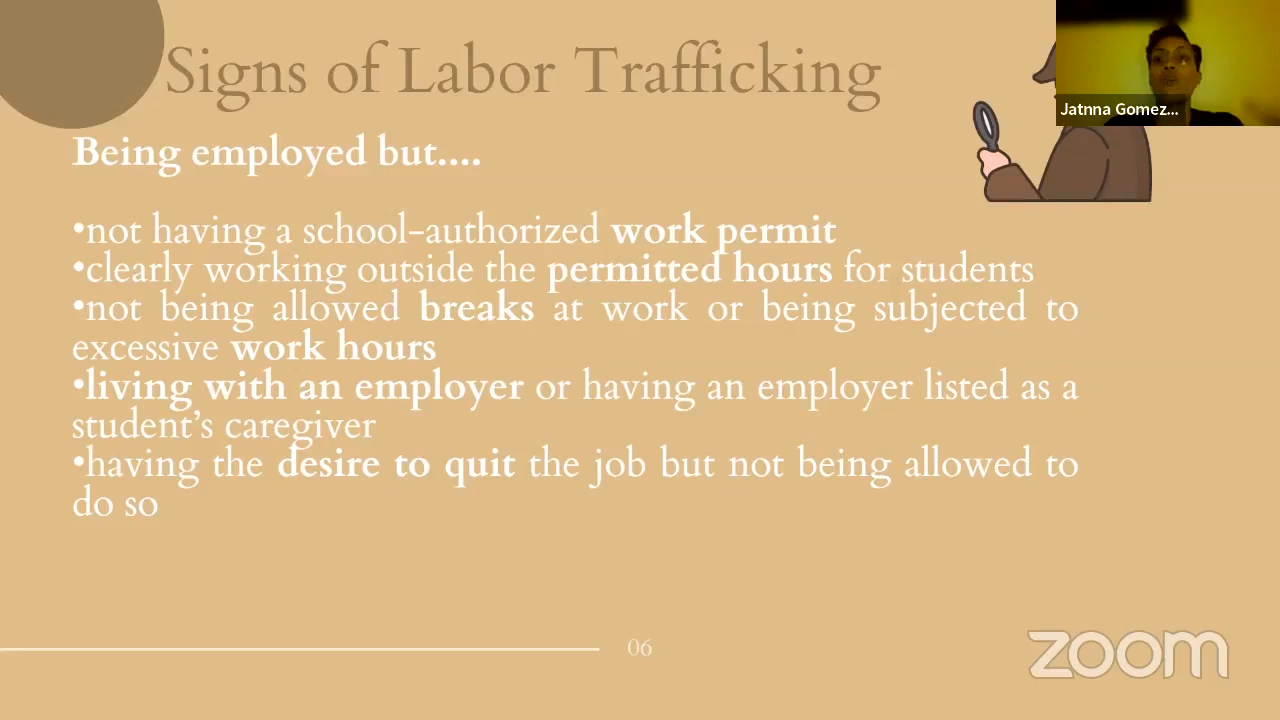 Signs of Labor Trafficking
Jatnna Gomez...
Being employed but....
•not having a school-authorized work permit
•clearly working outside the permitted hours for students
•not being allowed breaks at work or being subjected to
excessive work hours
•living with an employer or having an employer listed as a
student’s caregiver
•having the desire to quit the job but not being allowed to
do so
06
zoom